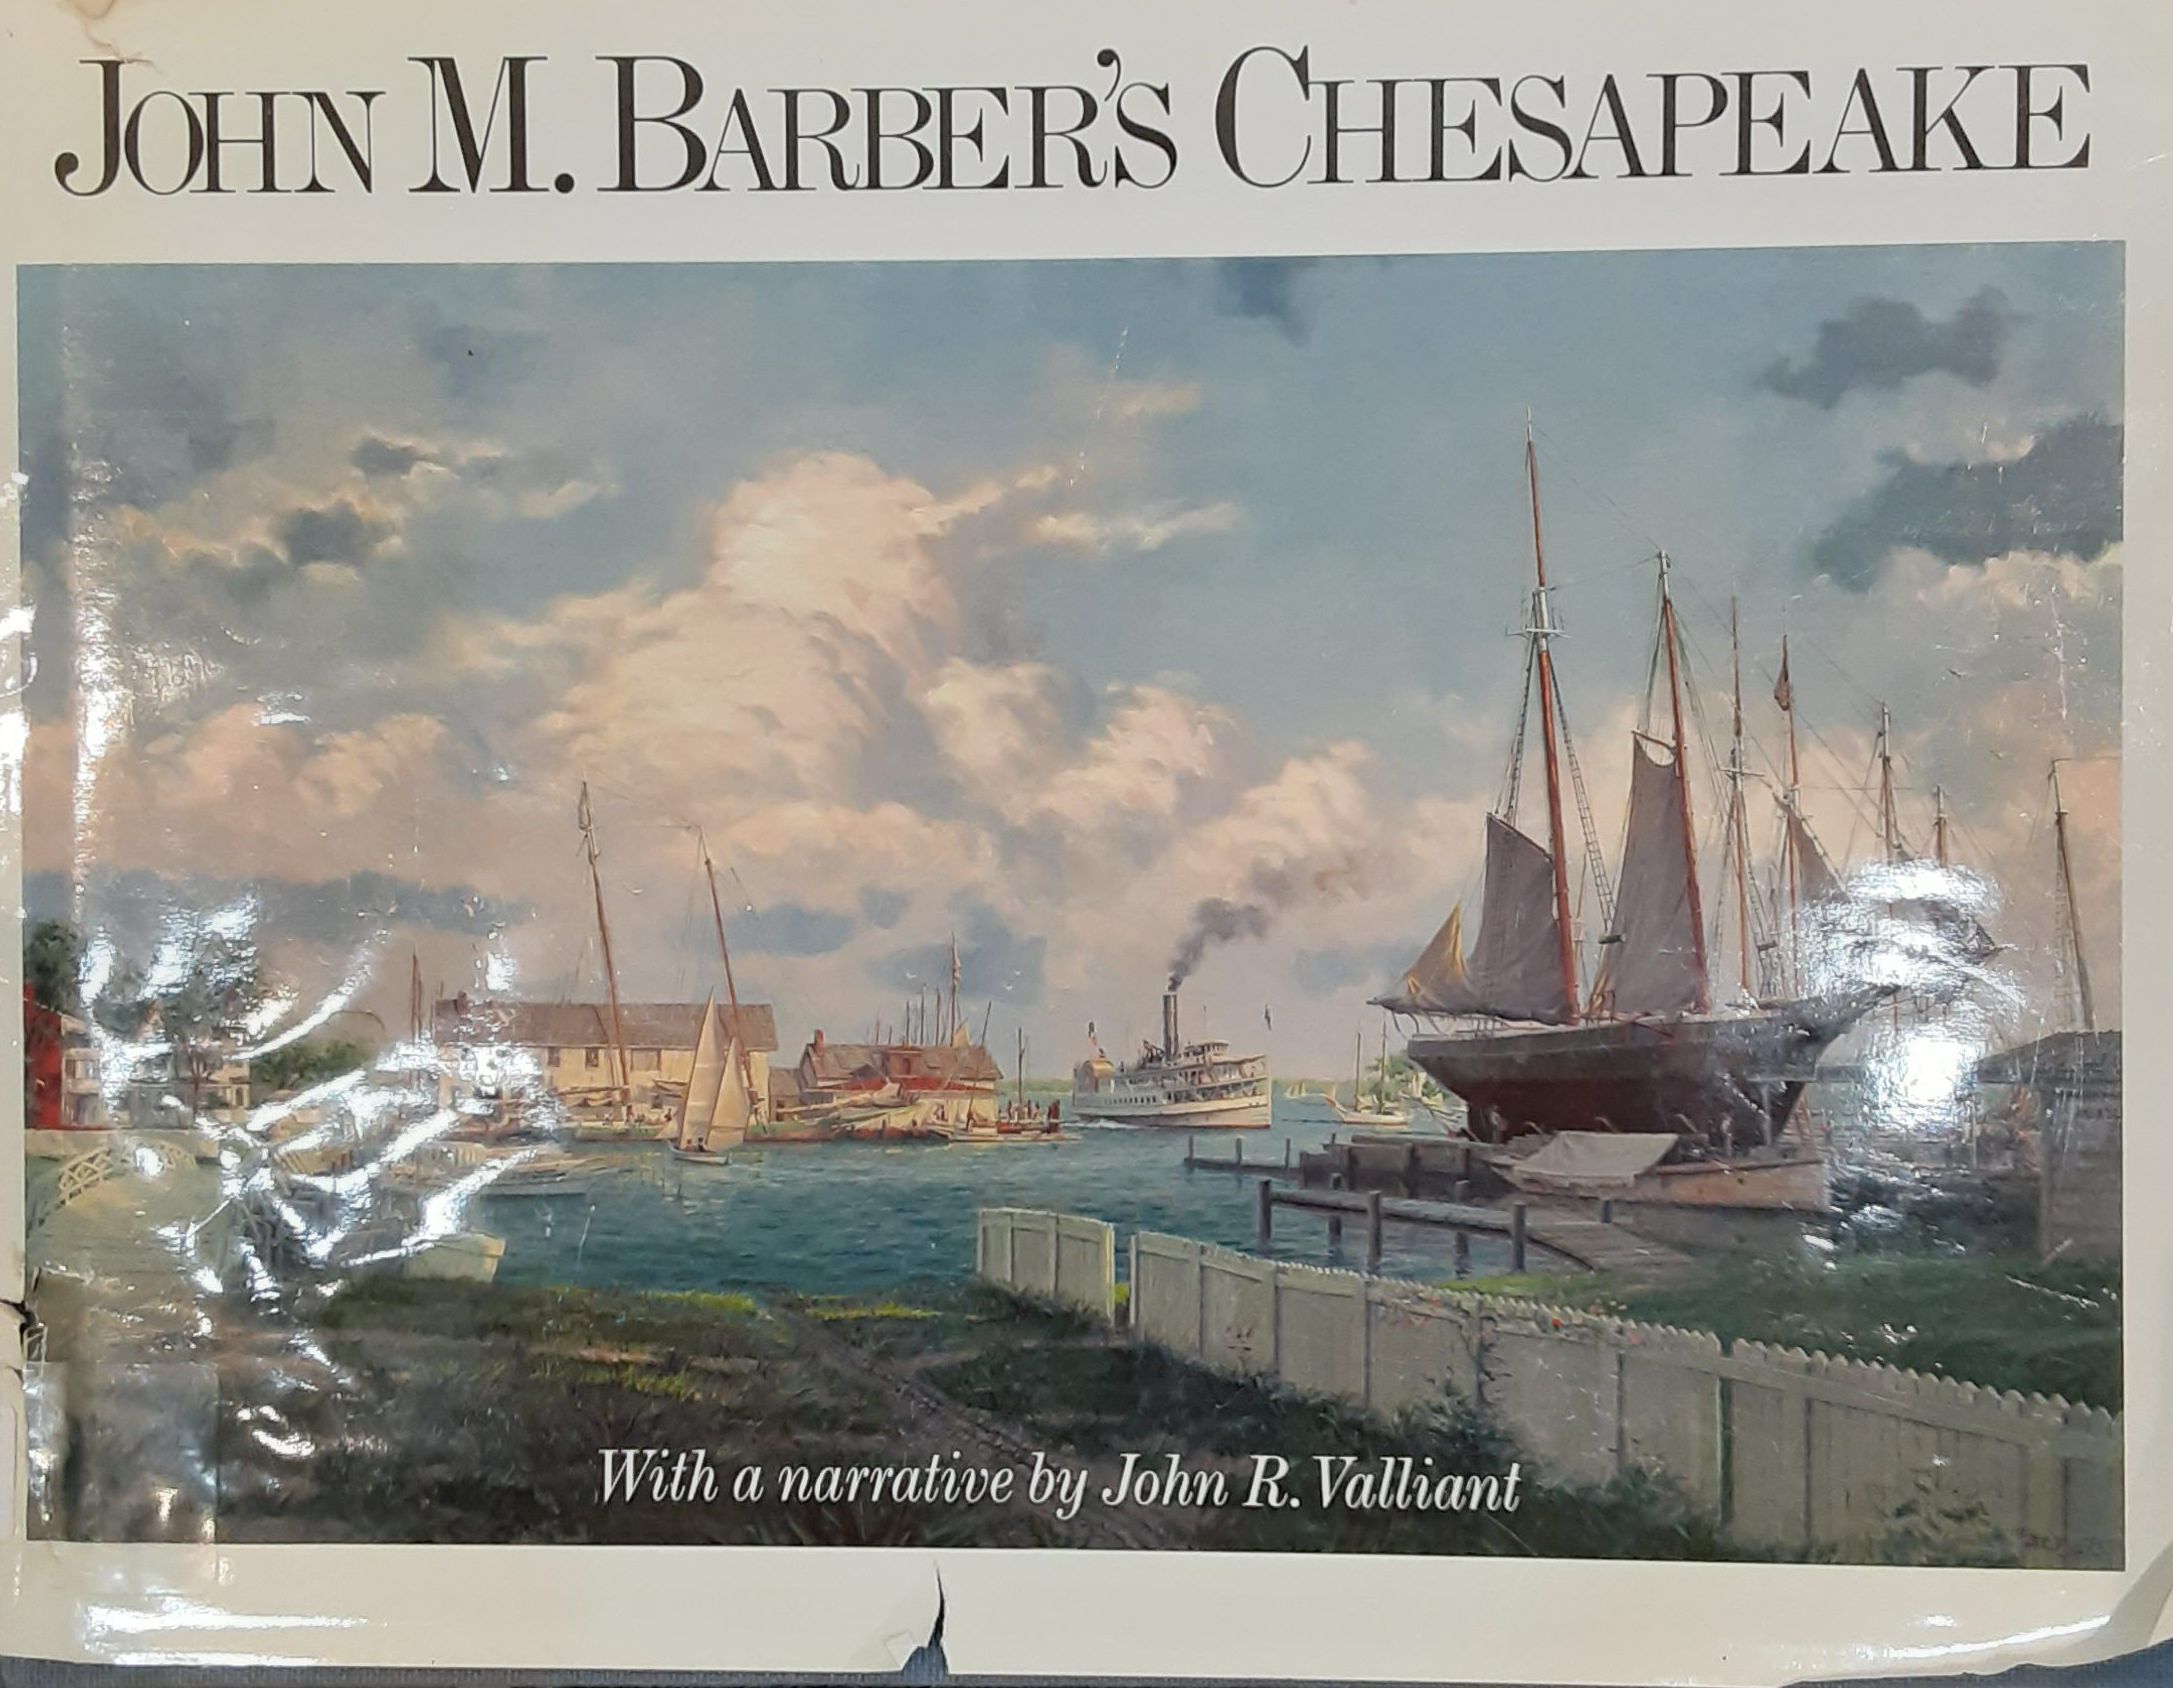 JOHN M. BARBER'S CHESAPEAKE
With a narrative by John R. Valliant